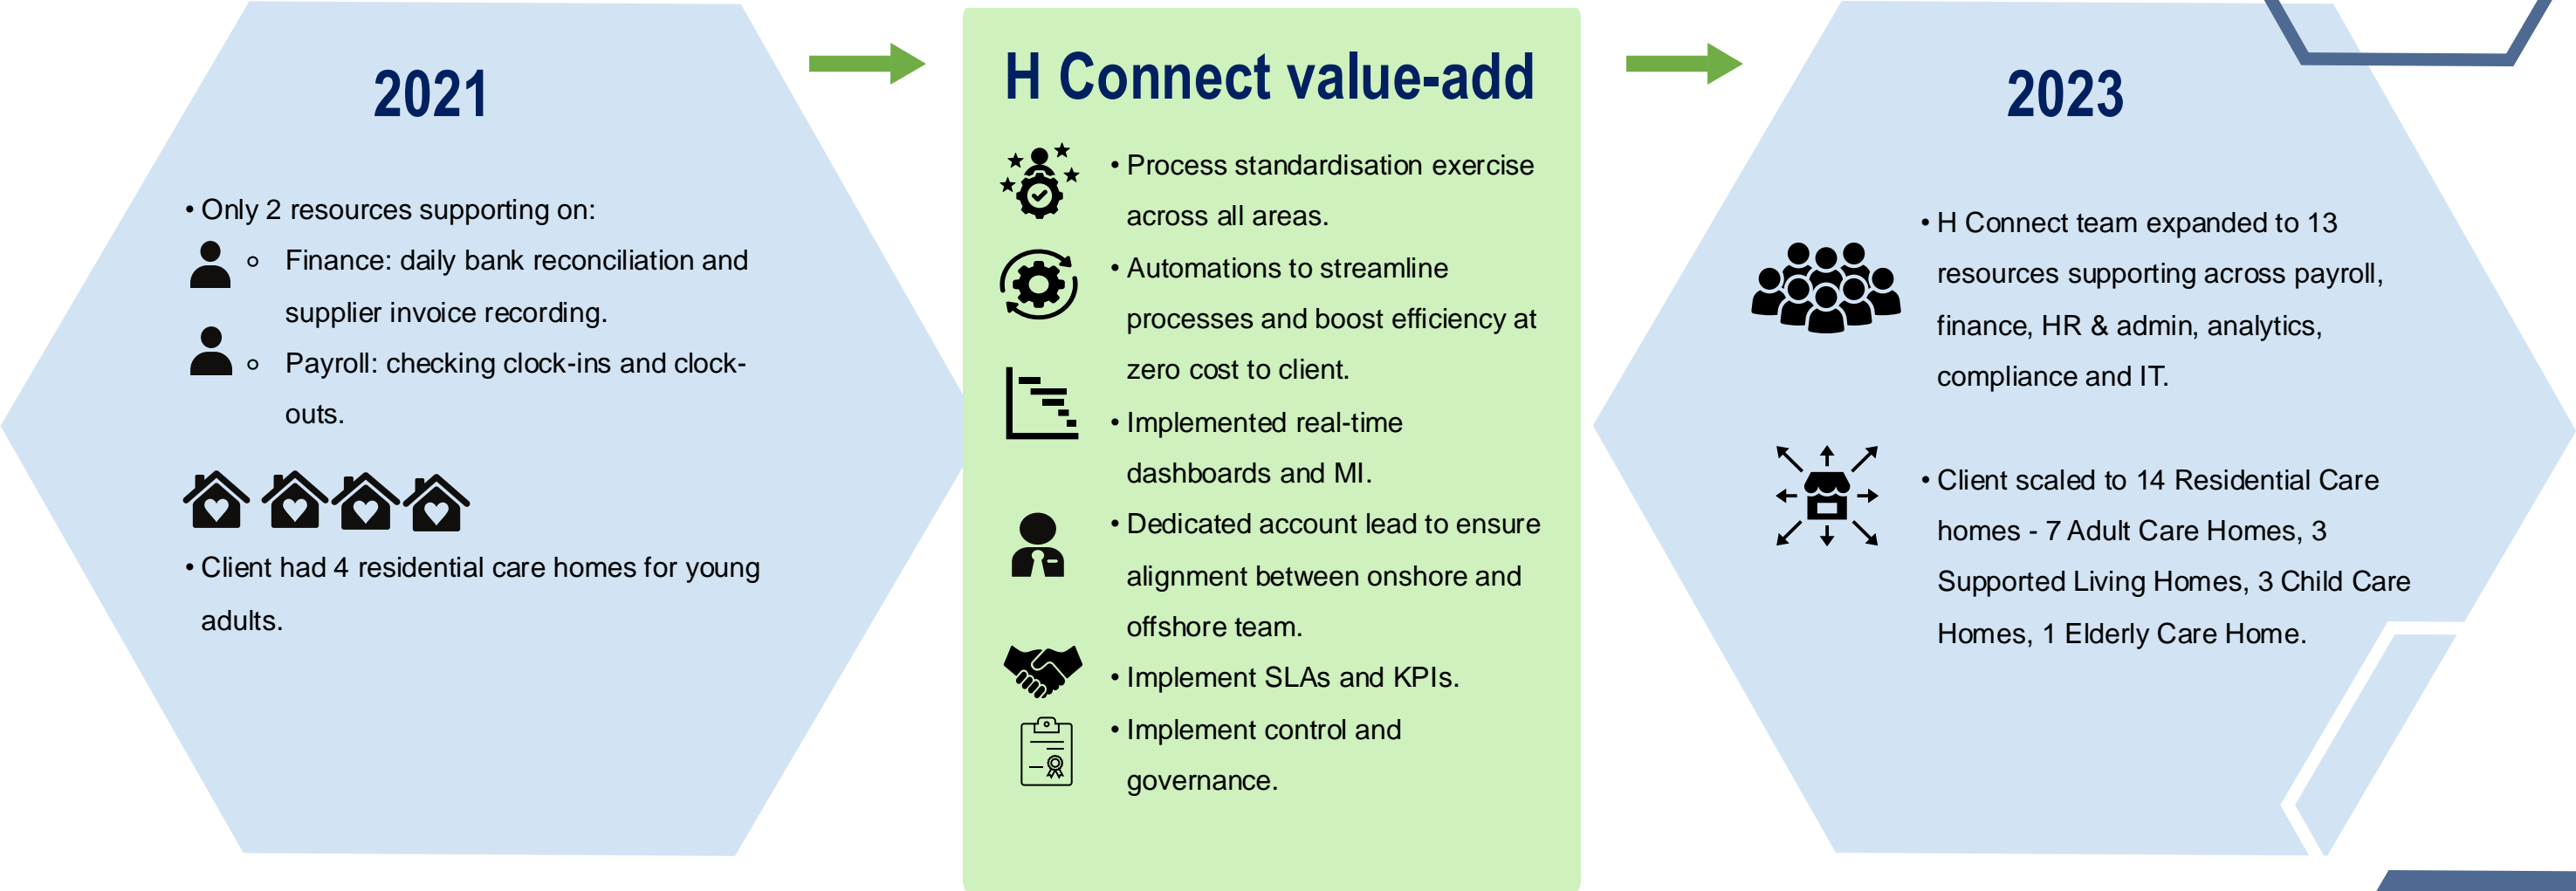 2021
• Only 2 resources supporting on:
∘ Finance: daily bank reconciliation and
supplier invoice recording.
∘ Payroll: checking clock-ins and clock-
outs.
• Client had 4 residential care homes for young
adults.
H Connect value-add
• Process standardisation exercise
across all areas.
• Automations to streamline
processes and boost efficiency at
zero cost to client.
• Implemented real-time
dashboards and MI.
• Dedicated account lead to ensure
alignment between onshore and
offshore team.
• Implement SLAs and KPIs.
• Implement control and
governance.
2023
• H Connect team expanded to 13
resources supporting across payroll,
finance, HR & admin, analytics,
compliance and IT.
• Client scaled to 14 Residential Care
homes - 7 Adult Care Homes, 3
Supported Living Homes, 3 Child Care
Homes, 1 Elderly Care Home.